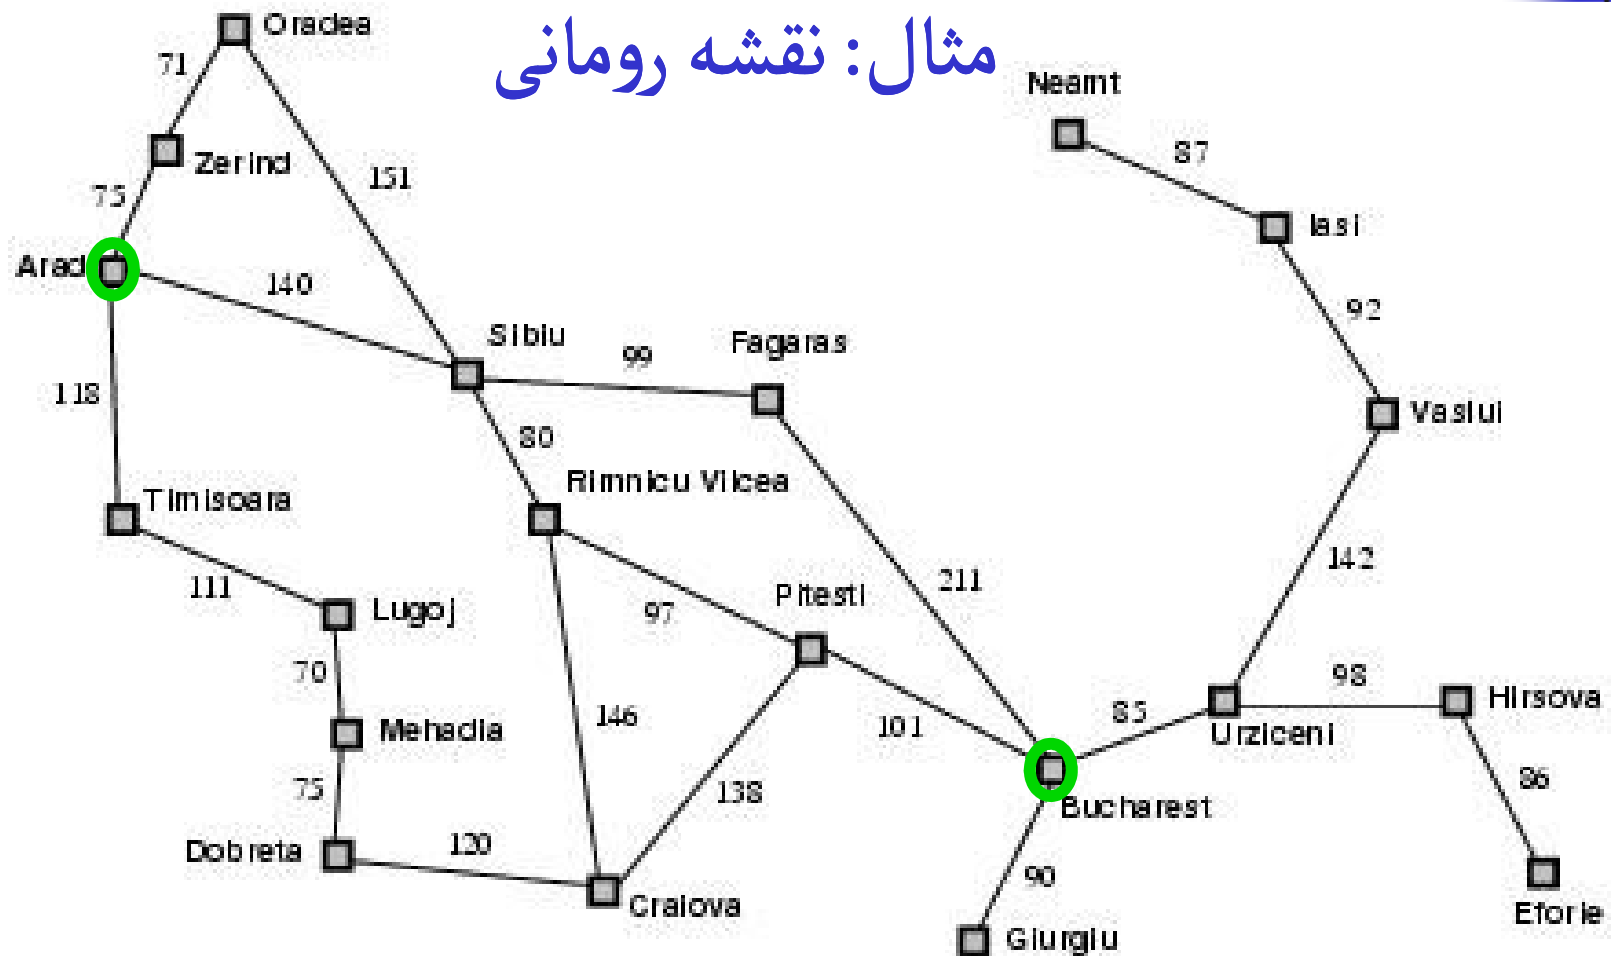 مثال: نقشه رومانی
Oradea
71
Neamt
87
Zerind
151
75
Iasi
Arad
140
92
Sibiu
99
Fagaras
118
80
Vaslui
Rimnicu Vilcea
Timisoara
142
111
211
Pitesti
Lugoj
97
70
98
Hirsova
146
85
101
Mehadia
Urziceni
75
138
86
Bucharest
120
Dobreta
90
Craiova
Eforie
Giurgiu